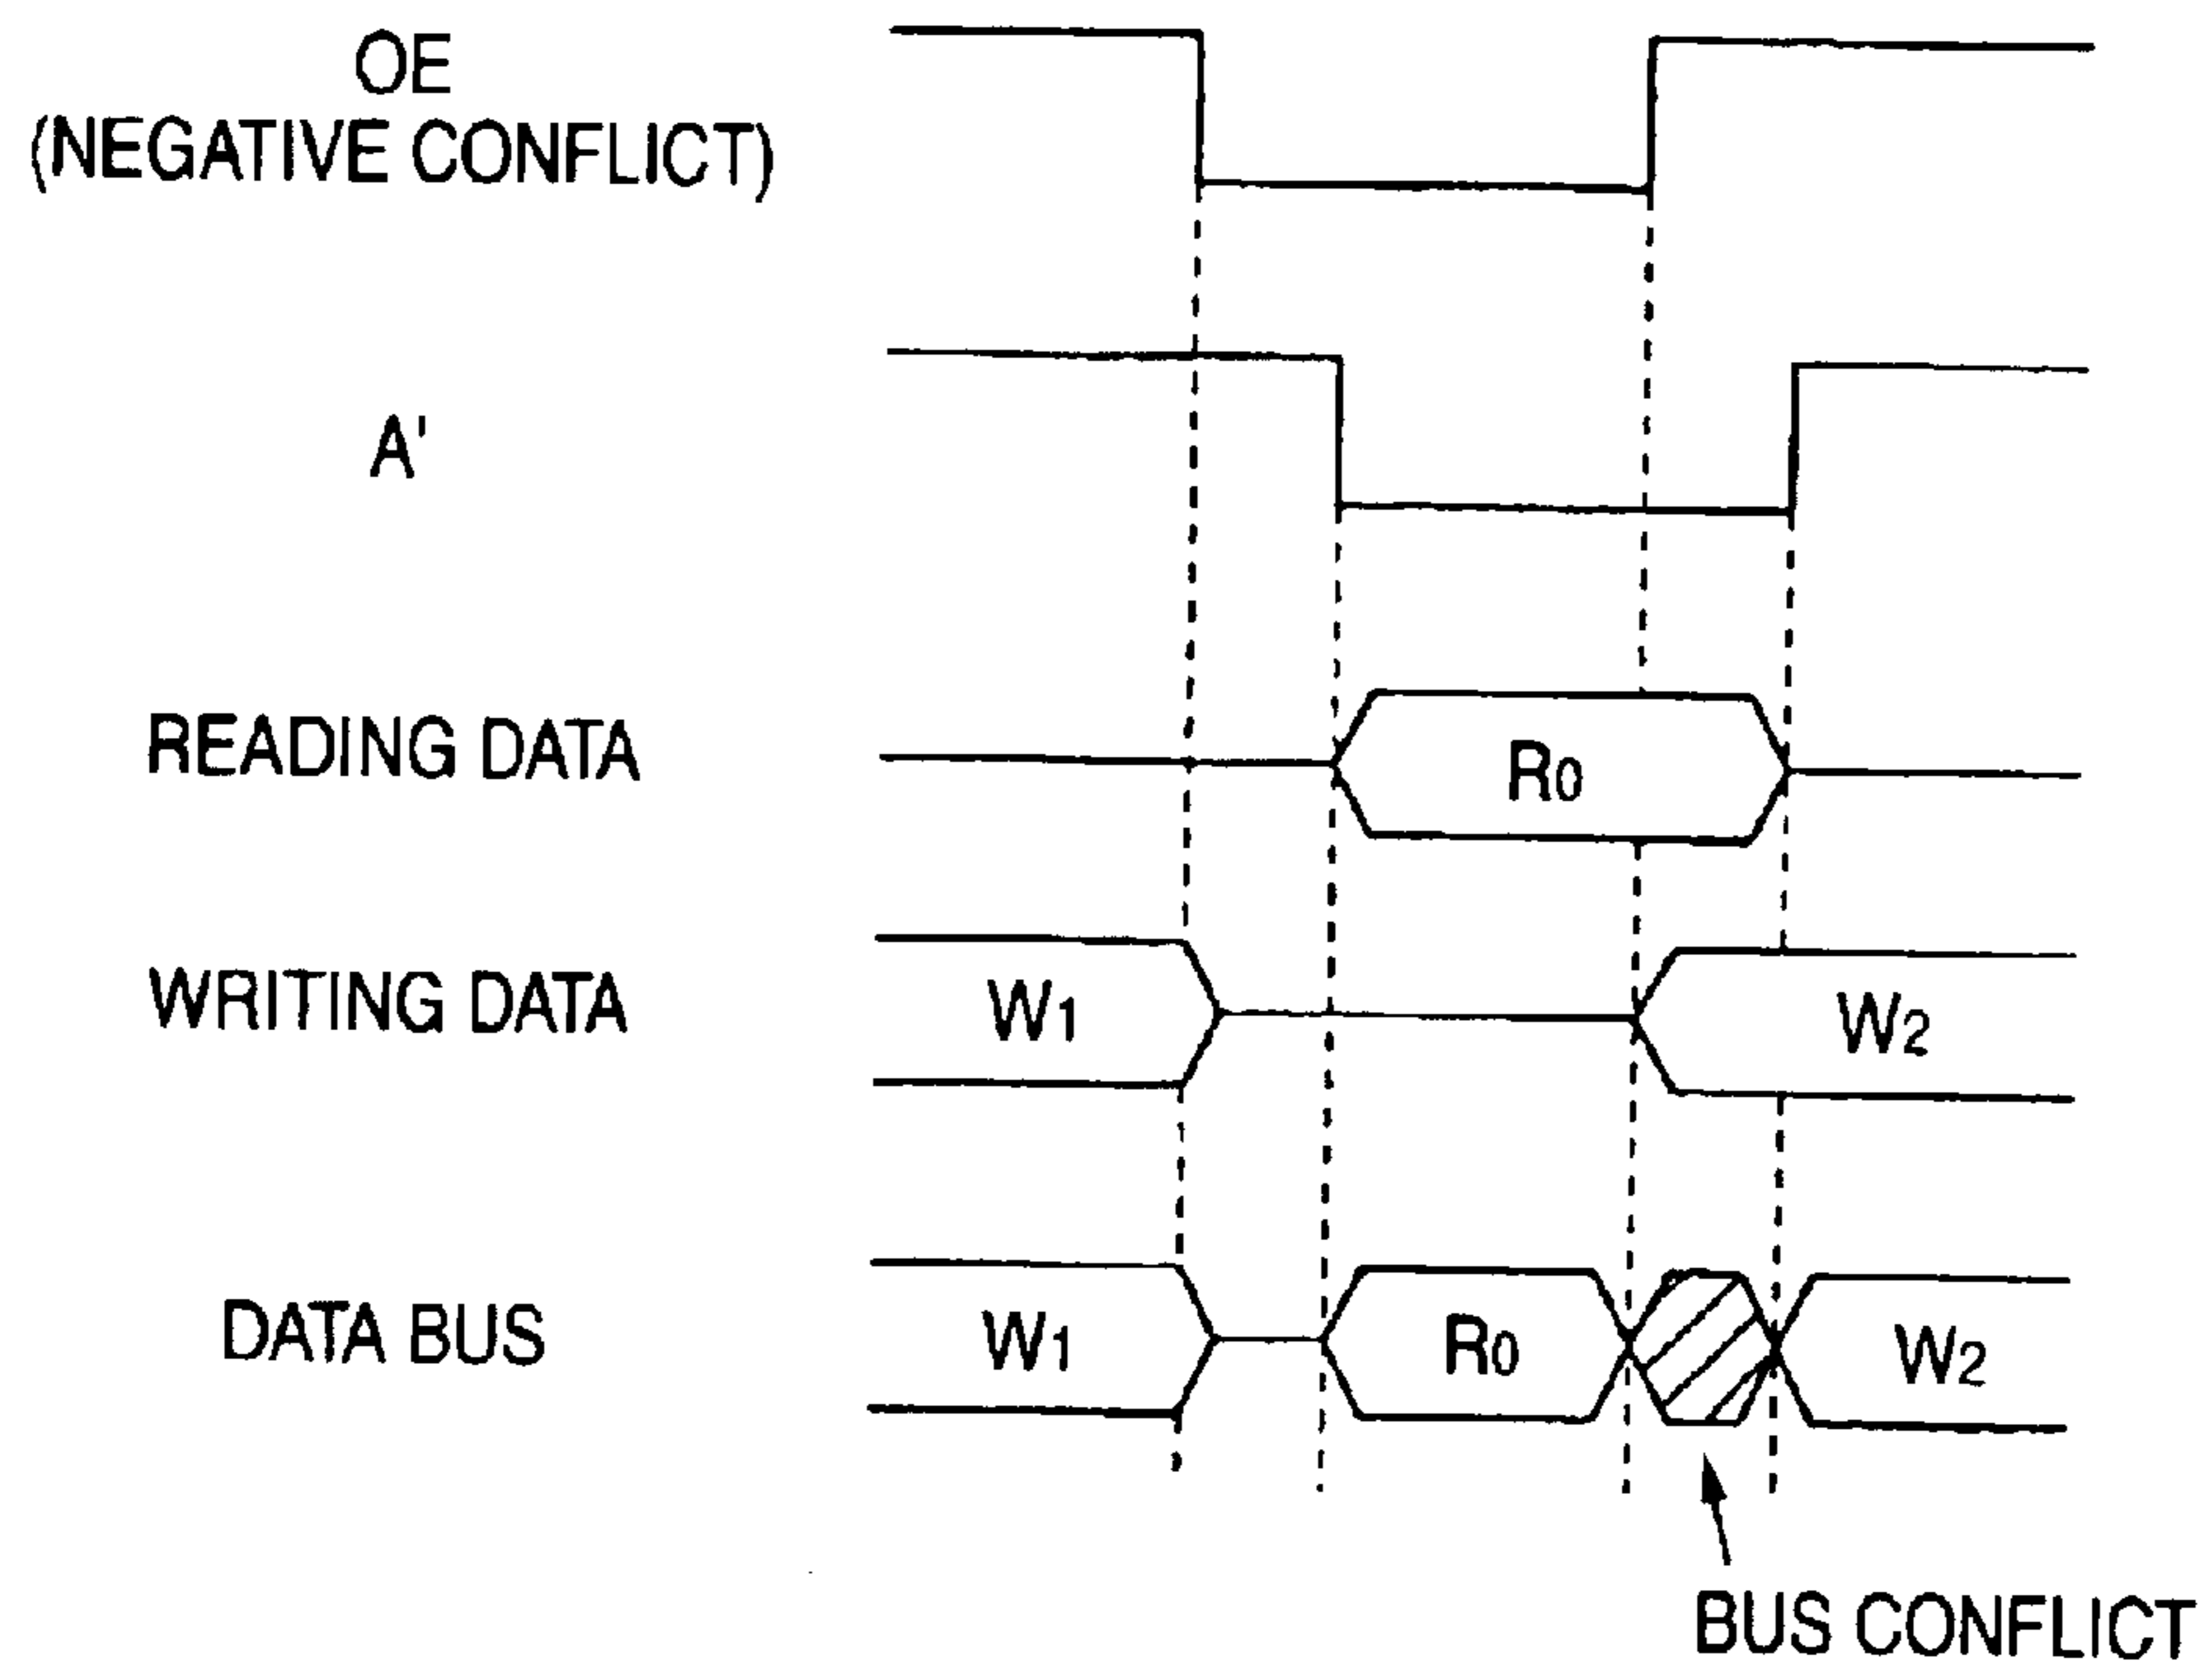 OE
(NEGATIVE CONFLICT)
A'
READING DATA
R0
WRITING DATA
W1
W2
DATA BUS
W1
R0
W2
BUS CONFLICT